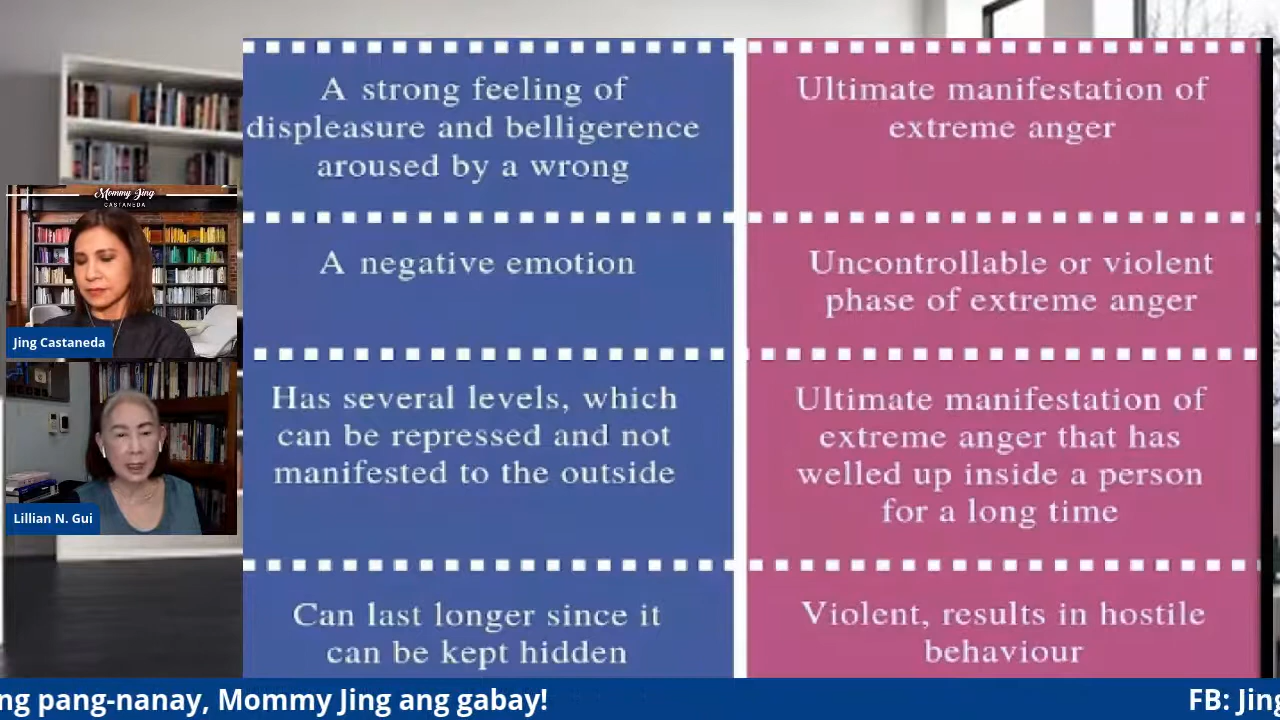 A strong feeling of
displeasure and belligerence
aroused by a wrong
Ultimate manifestation of
extreme anger
A negative emotion
Uncontrollable or violent
phase of extreme anger
Has several levels, which
can be repressed and not
manifested to the outside
Ultimate manifestation of
extreme anger that has
welled up inside a person
for a long time
Can last longer since it
can be kept hidden
Violent, results in hostile
behaviour
Mommy Jing
CASTANEDA
Jing Castaneda
Lillian N. Gui
ng pang-nanay, Mommy Jing ang gabay!
FB: Jing